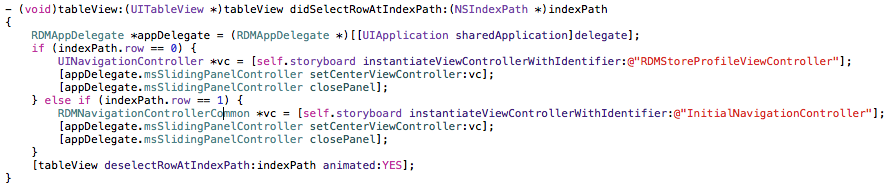 - (void)tableView:(UITableView *)tableView didSelectRowAtIndexPath:(NSIndexPath *)indexPath
{
    RDMAppDelegate *appDelegate = (RDMAppDelegate *)[[UIApplication sharedApplication]delegate];
    if (indexPath.row == 0) {
        UINavigationController *vc = [self.storyboard instantiateViewControllerWithIdentifier:@"RDMStoreProfileViewController"];
        [appDelegate.msSlidingPanelController setCenterViewController:vc];
        [appDelegate.msSlidingPanelController closePanel];
    } else if (indexPath.row == 1) {
        RDMNavigationControllerCommon *vc = [self.storyboard instantiateViewControllerWithIdentifier:@"InitialNavigationController"];
        [appDelegate.msSlidingPanelController setCenterViewController:vc];
        [appDelegate.msSlidingPanelController closePanel];
    }
    [tableView deselectRowAtIndexPath:indexPath animated:YES];
}